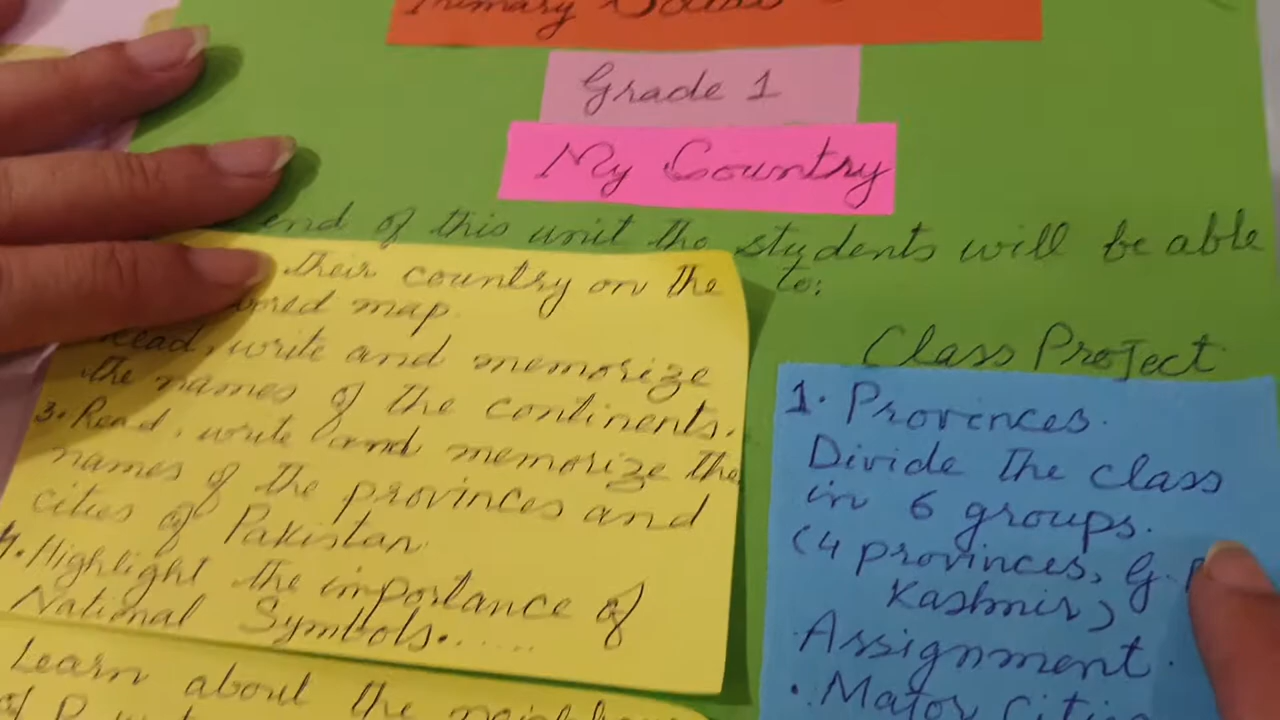 Primary
Grade 1
My Country
end of this unit the students will be able
to:
their country on the
map.
Read, write and memorize
the names of the continents.
3. Read, write and memorize the
names of the provinces and
cities of Pakistan.
4. Highlight the importance of
National Symbols......
Learn about the
of
Class Project
1. Provinces.
Divide the class
in 6 groups.
(4 provinces, G.
Kashmir,)
Assignment.
• Major Cities